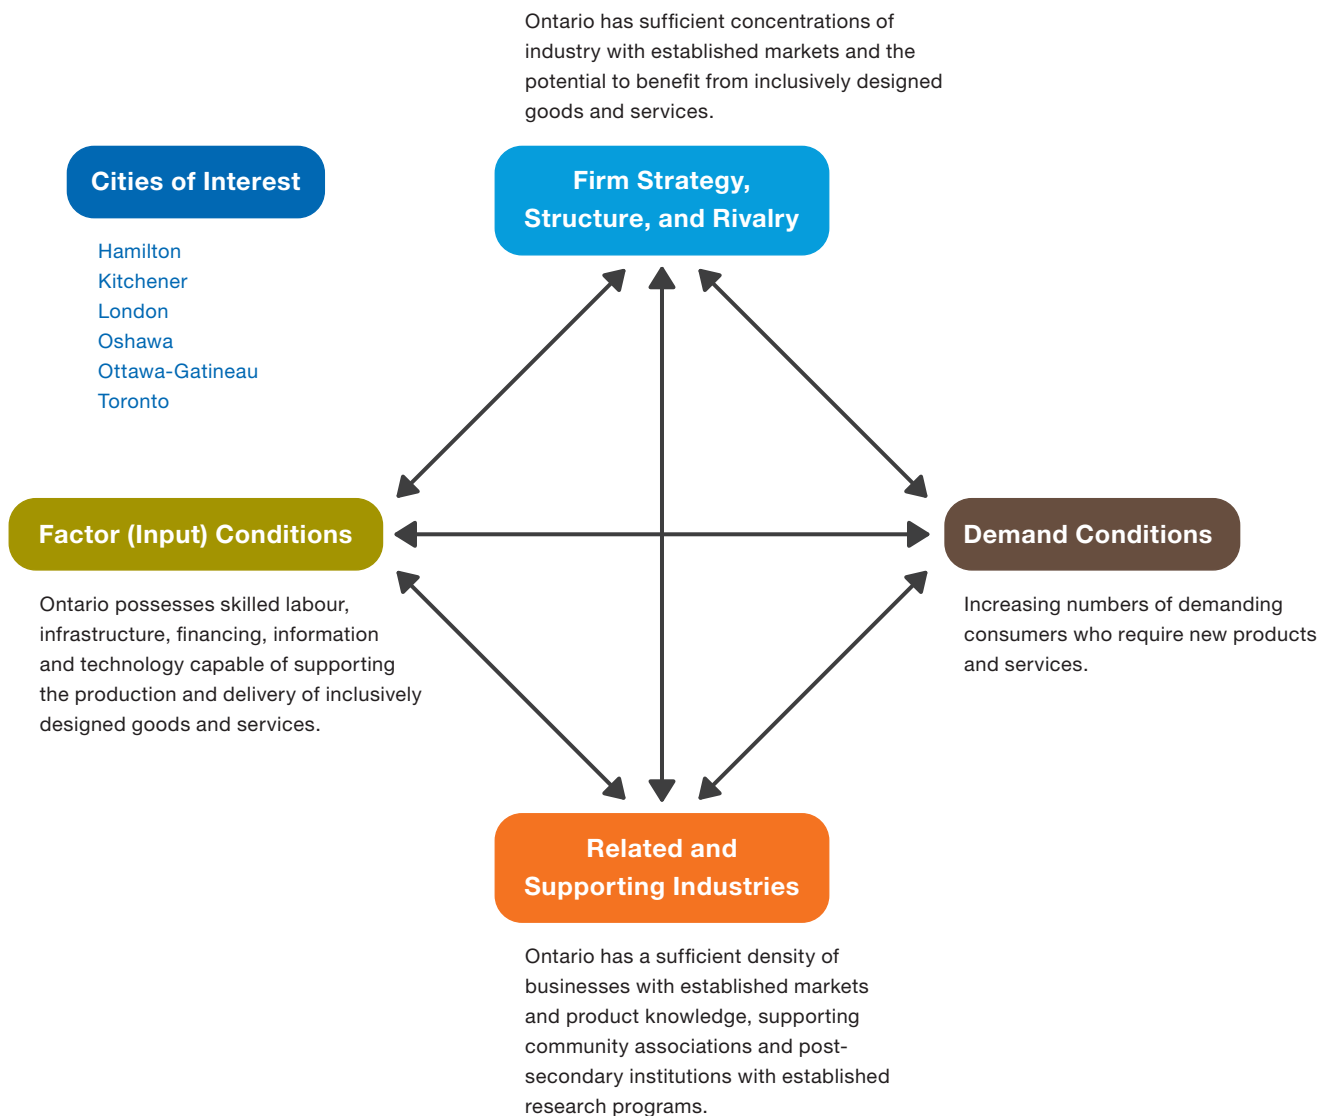 Ontario has sufficient concentrations of
industry with established markets and the
potential to benefit from inclusively designed
goods and services.
Cities of Interest
Hamilton
Kitchener
London
Oshawa
Ottawa-Gatineau
Toronto
Firm Strategy,
Structure, and Rivalry
Factor (Input) Conditions
Ontario possesses skilled labour,
infrastructure, financing, information
and technology capable of supporting
the production and delivery of inclusively
designed goods and services.
Demand Conditions
Increasing numbers of demanding
consumers who require new products
and services.
Related and
Supporting Industries
Ontario has a sufficient density of
businesses with established markets
and product knowledge, supporting
community associations and post-
secondary institutions with established
research programs.